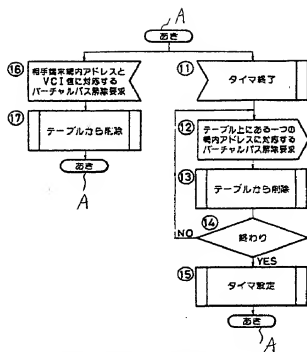 A
あき
⑯
相手端末網内アドレスと
VCI値に対応する
バーチャルパス解除要求
⑰
テーブルから削除
あき
A
⑪
タイマ終了
⑫
テーブル上にある一つの
網内アドレスに対応する
バーチャルパス解除要求
⑬
テーブルから削除
⑭
終わり
NO
YES
⑮
タイマ設定
あき
A